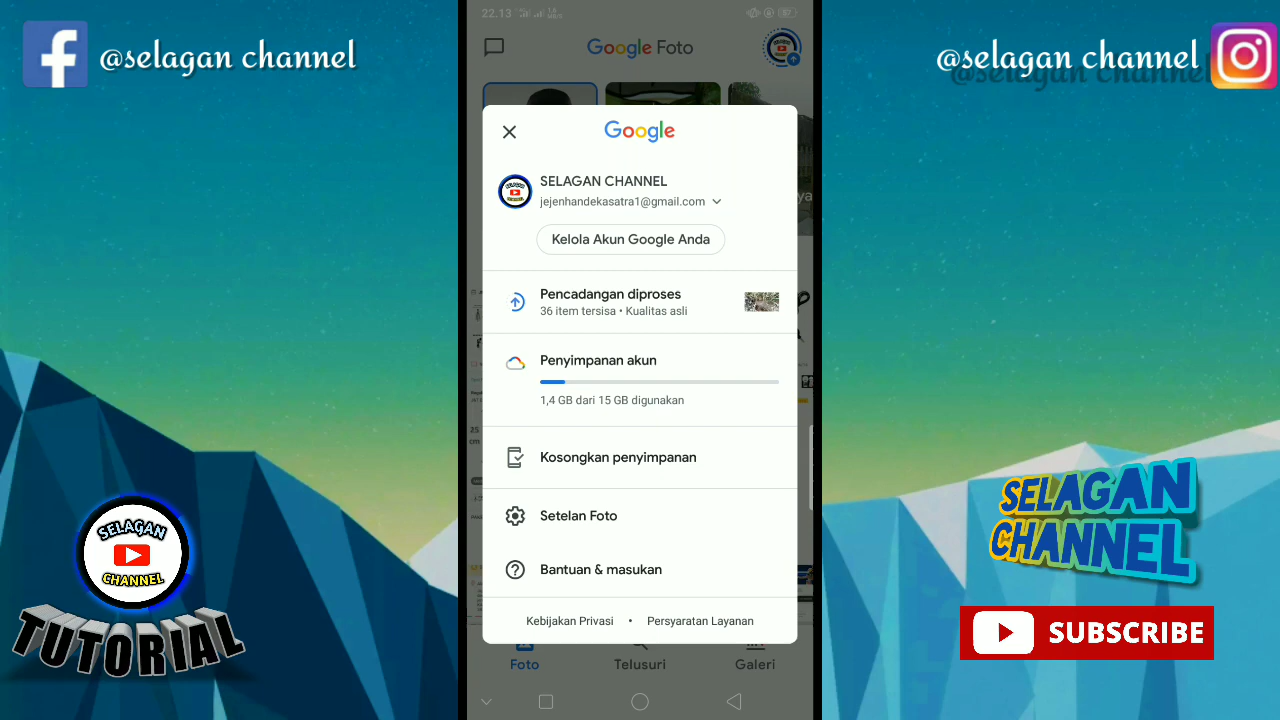 @selagan channel
@selagan channel
22.13
Google Foto
Google
SELAGAN CHANNEL
jejenhandekasatra1@gmail.com
Kelola Akun Google Anda
Pencadangan diproses
36 item tersisa • Kualitas asli
Penyimpanan akun
1,4 GB dari 15 GB digunakan
Kosongkan penyimpanan
Setelan Foto
Bantuan & masukan
Kebijakan Privasi • Persyaratan Layanan
Foto
Telusuri
Galeri
SELAGAN
CHANNEL
TUTORIAL
SELAGAN
CHANNEL
SUBSCRIBE